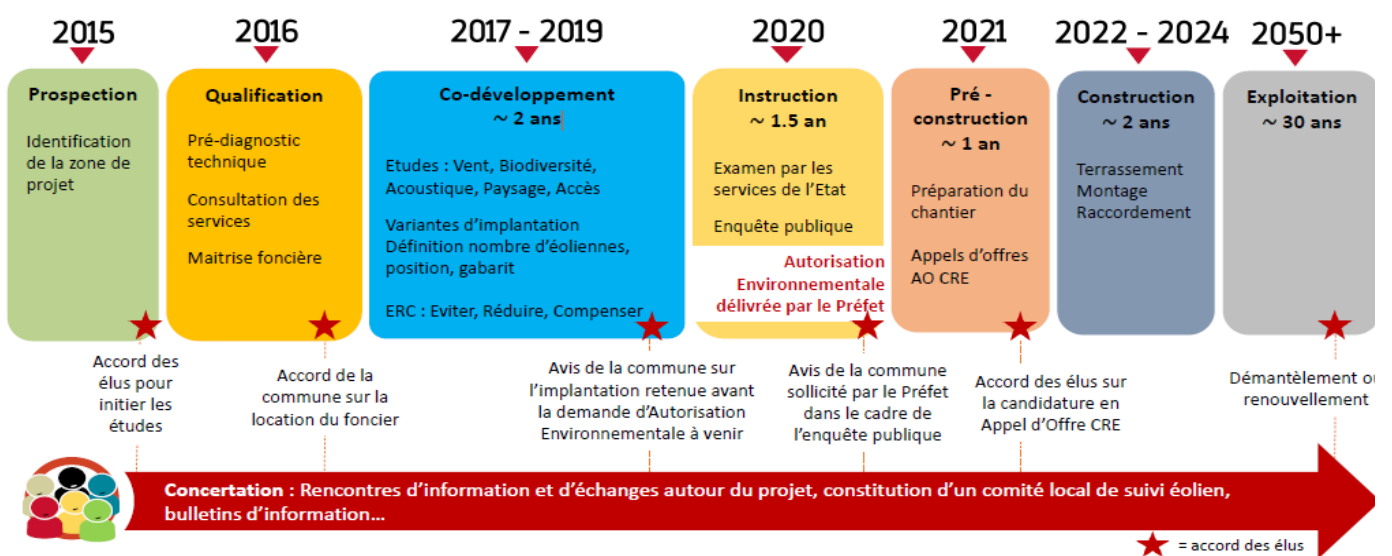 2015
2016
2017 - 2019
2020
2021
2022 - 2024
2050+
Prospection
Identification
de la zone de
projet
Qualification
Pré-diagnostic
technique
Consultation des
services
Maitrise foncière
Co-développement
~ 2 ans
Etudes : Vent, Biodiversité,
Acoustique, Paysage, Accès
Variantes d'implantation
Définition nombre d'éoliennes,
position, gabarit
ERC : Eviter, Réduire, Compenser
Instruction
~ 1.5 an
Examen par les
services de l'Etat
Enquête publique
Autorisation
Environnementale
délivrée par le Préfet
Pré -
construction
~ 1 an
Préparation du
chantier
Appels d'offres
AO CRE
Construction
~ 2 ans
Terrassement
Montage
Raccordement
Exploitation
~ 30 ans
Accord des
élus pour
initier les
études
Accord de la
commune sur la
location du foncier
Avis de la commune sur
l'implantation retenue avant
la demande d'Autorisation
Environnementale à venir
Avis de la commune
sollicité par le Préfet
dans le cadre de
l'enquête publique
Accord des élus sur
la candidature en
Appel d'Offre CRE
Démantèlement ou
renouvellement
Concertation : Rencontres d'information et d'échanges autour du projet, constitution d'un comité local de suivi éolien,
bulletins d'information...
= accord des élus